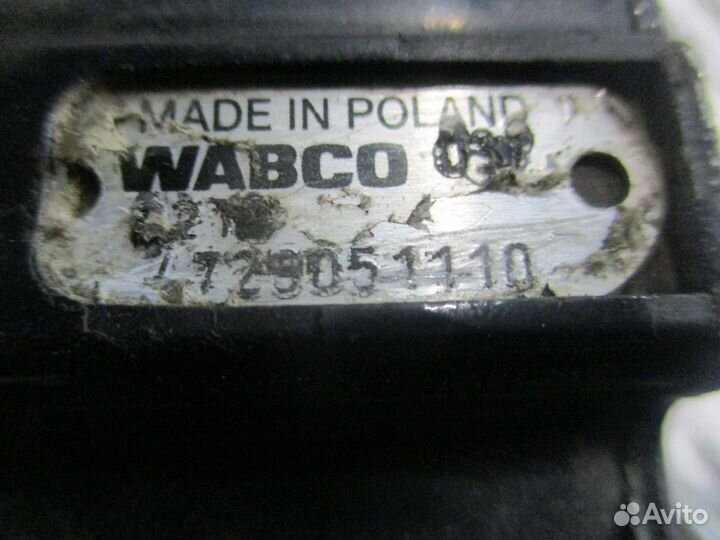 MADE IN POLAND
WABCO
4729051110
Avito